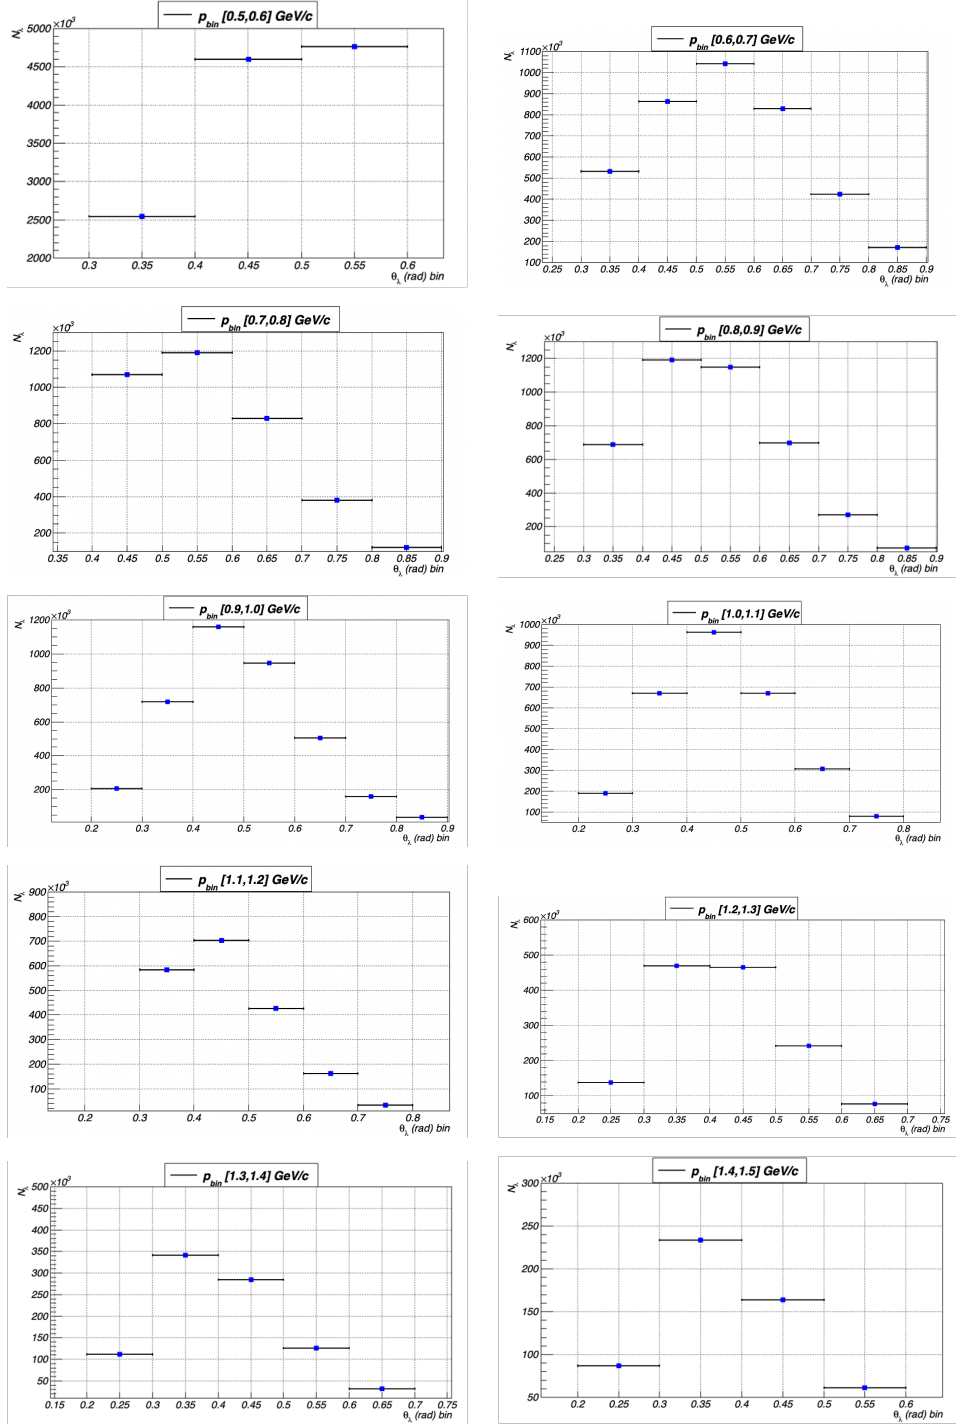 p_bin [0.5,0.6] GeV/c
N_λ
×10³
5000
4500
4000
3500
3000
2500
2000
0.3 0.35 0.4 0.45 0.5 0.55 0.6
θ_λ (rad) bin
p_bin [0.6,0.7] GeV/c
N_λ
×10³
1100
1000
900
800
700
600
500
400
300
200
100
0.25 0.3 0.35 0.4 0.45 0.5 0.55 0.6 0.65 0.7 0.75 0.8 0.85 0.9
θ_λ (rad) bin
p_bin [0.7,0.8] GeV/c
N_λ
×10³
1200
1000
800
600
400
200
0.35 0.4 0.45 0.5 0.55 0.6 0.65 0.7 0.75 0.8 0.85 0.9
θ_λ (rad) bin
p_bin [0.8,0.9] GeV/c
N_λ
×10³
1200
1000
800
600
400
200
0.25 0.3 0.35 0.4 0.45 0.5 0.55 0.6 0.65 0.7 0.75 0.8 0.85 0.9
θ_λ (rad) bin
p_bin [0.9,1.0] GeV/c
N_λ
×10³
1200
1000
800
600
400
200
0.2 0.3 0.4 0.5 0.6 0.7 0.8 0.9
θ_λ (rad) bin
p_bin [1.0,1.1] GeV/c
N_λ
×10³
1000
900
800
700
600
500
400
300
200
100
0.2 0.3 0.4 0.5 0.6 0.7 0.8
θ_λ (rad) bin
p_bin [1.1,1.2] GeV/c
N_λ
×10³
900
800
700
600
500
400
300
200
100
0.2 0.3 0.4 0.5 0.6 0.7 0.8
θ_λ (rad) bin
p_bin [1.2,1.3] GeV/c
N_λ
×10³
600
500
400
300
200
100
0.15 0.2 0.25 0.3 0.35 0.4 0.45 0.5 0.55 0.6 0.65 0.7 0.75
θ_λ (rad) bin
p_bin [1.3,1.4] GeV/c
N_λ
×10³
500
450
400
350
300
250
200
150
100
50
0.15 0.2 0.25 0.3 0.35 0.4 0.45 0.5 0.55 0.6 0.65 0.7 0.75
θ_λ (rad) bin
p_bin [1.4,1.5] GeV/c
N_λ
×10³
300
250
200
150
100
50
0.2 0.25 0.3 0.35 0.4 0.45 0.5 0.55 0.6
θ_λ (rad) bin